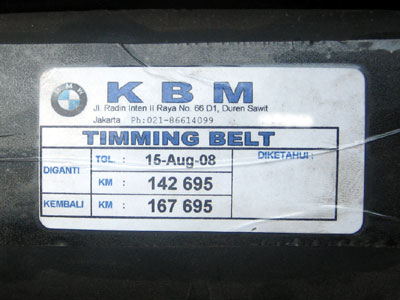 BMW
KBM
Jl. Radin Inten II Raya No. 66 D1, Duren Sawit
Jakarta Ph:021-86614099
TIMMING BELT
DIGANTI TGL : 15-Aug-08 DIKETAHUI :
KM : 142 695
KEMBALI KM : 167 695